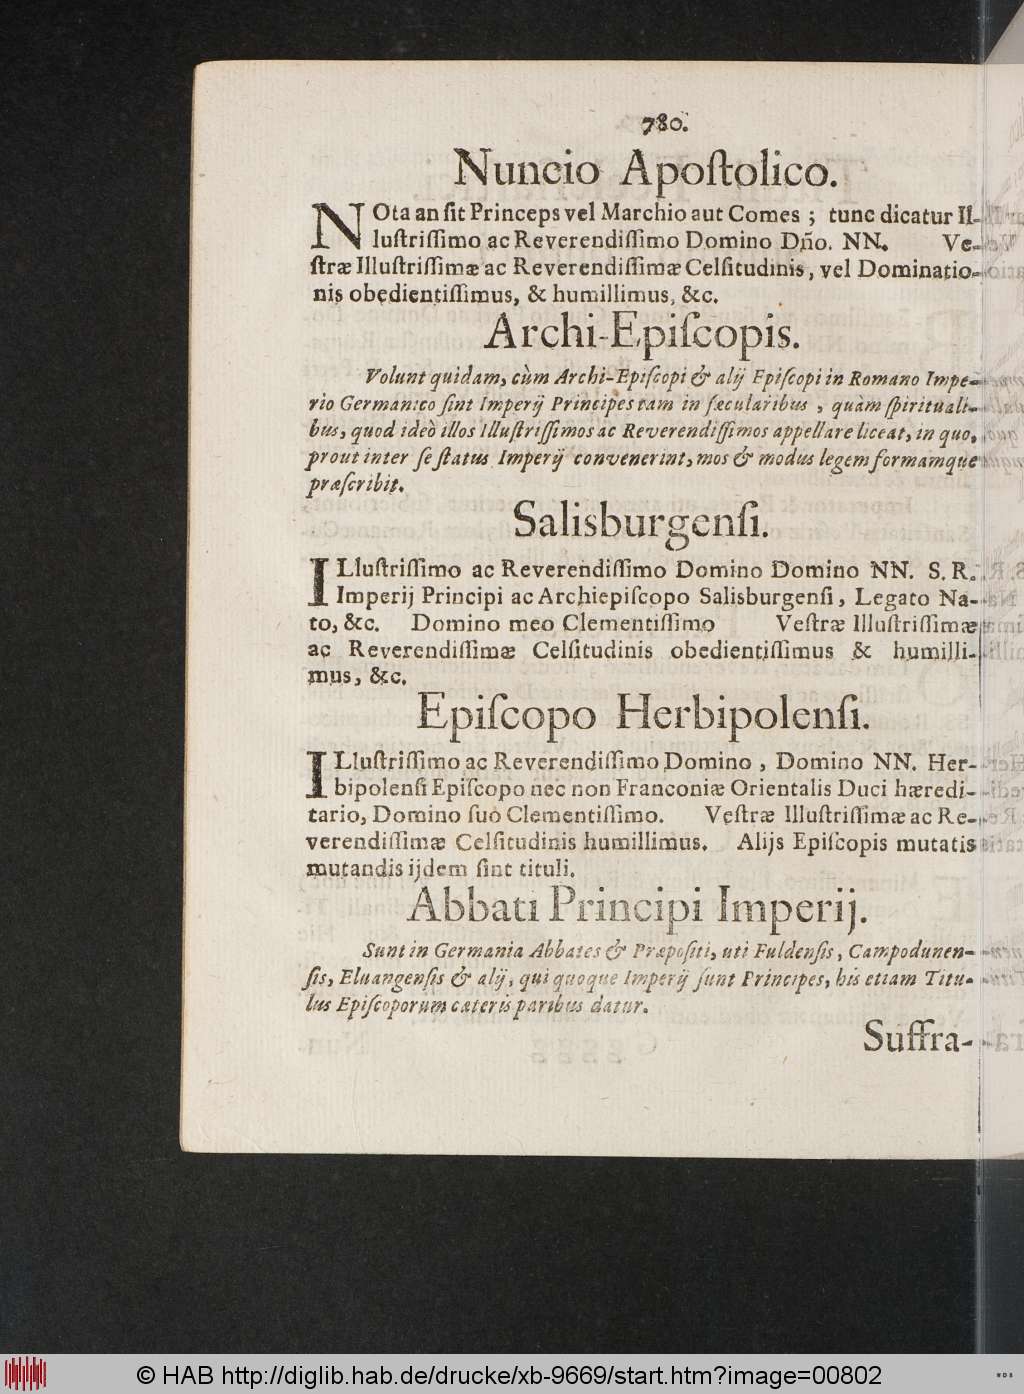 780.
Nuncio Apoſtolico.
NOta an ſit Princeps vel Marchio aut Comes ; tunc dicatur Il-
luſtriſſimo ac Reverendiſſimo Domino Dño. NN. Ve-
ſtræ Illuſtriſſimæ ac Reverendiſſimæ Celſitudinis, vel Dominatio-
nis obedientiſſimus, & humillimus, &c.
Archi-Epiſcopis.
Volunt quidam, cùm Archi-Epiſcopi & alij Epiſcopi in Romano Impe-
rio Germanico ſint Imperij Principes tam in ſæcularibus , quàm ſpirituali-
bus, quod ideò illos Illuſtriſſimos ac Reverendiſſimos appellare liceat, in quo,
prout inter ſe ſtatus Imperij convenerint, mos & modus legem formamque
præſcribit.
Salisburgenſi.
ILluſtriſſimo ac Reverendiſſimo Domino Domino NN. S. R.
Imperij Principi ac Archiepiſcopo Salisburgenſi, Legato Na-
to, &c. Domino meo Clementiſſimo Veſtræ Illuſtriſſimæ
ac Reverendiſſimæ Celſitudinis obedientiſſimus & humilli-
mus, &c.
Epiſcopo Herbipolenſi.
ILluſtriſſimo ac Reverendiſſimo Domino , Domino NN. Her-
bipolenſi Epiſcopo nec non Franconiæ Orientalis Duci hæredi-
tario, Domino ſuo Clementiſſimo. Veſtræ Illuſtriſſimæ ac Re-
verendiſſimæ Celſitudinis humillimus. Alijs Epiſcopis mutatis
mutandis ijdem ſint tituli.
Abbati Principi Imperij.
Sunt in Germania Abbates & Præpoſiti, uti Fuldenſis, Campodunen-
ſis, Eluangenſis & alij, qui quoque Imperij ſunt Principes, his etiam Titu-
lus Epiſcoporum cæteris paribus datur.
Suffra-
© HAB http://diglib.hab.de/drucke/xb-9669/start.htm?image=00802